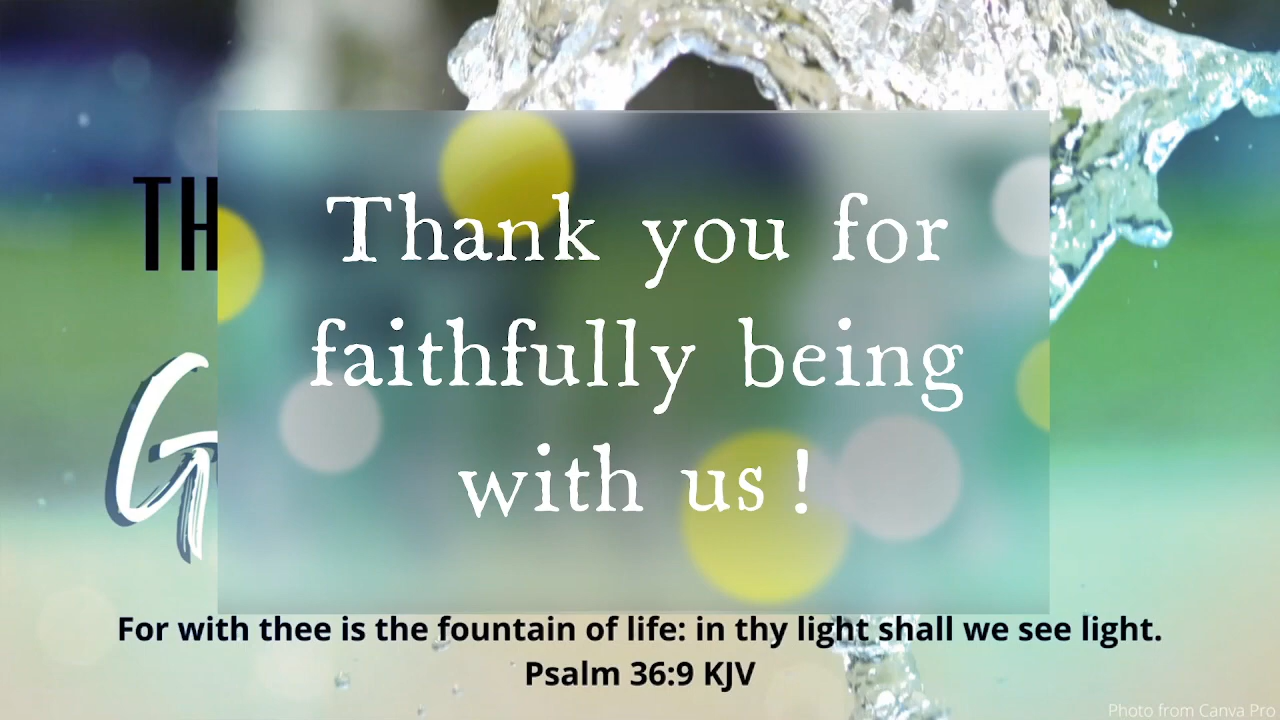 Thank you for
faithfully being
with us !
For with thee is the fountain of life: in thy light shall we see light.
Psalm 36:9 KJV
Photo from Canva Pro